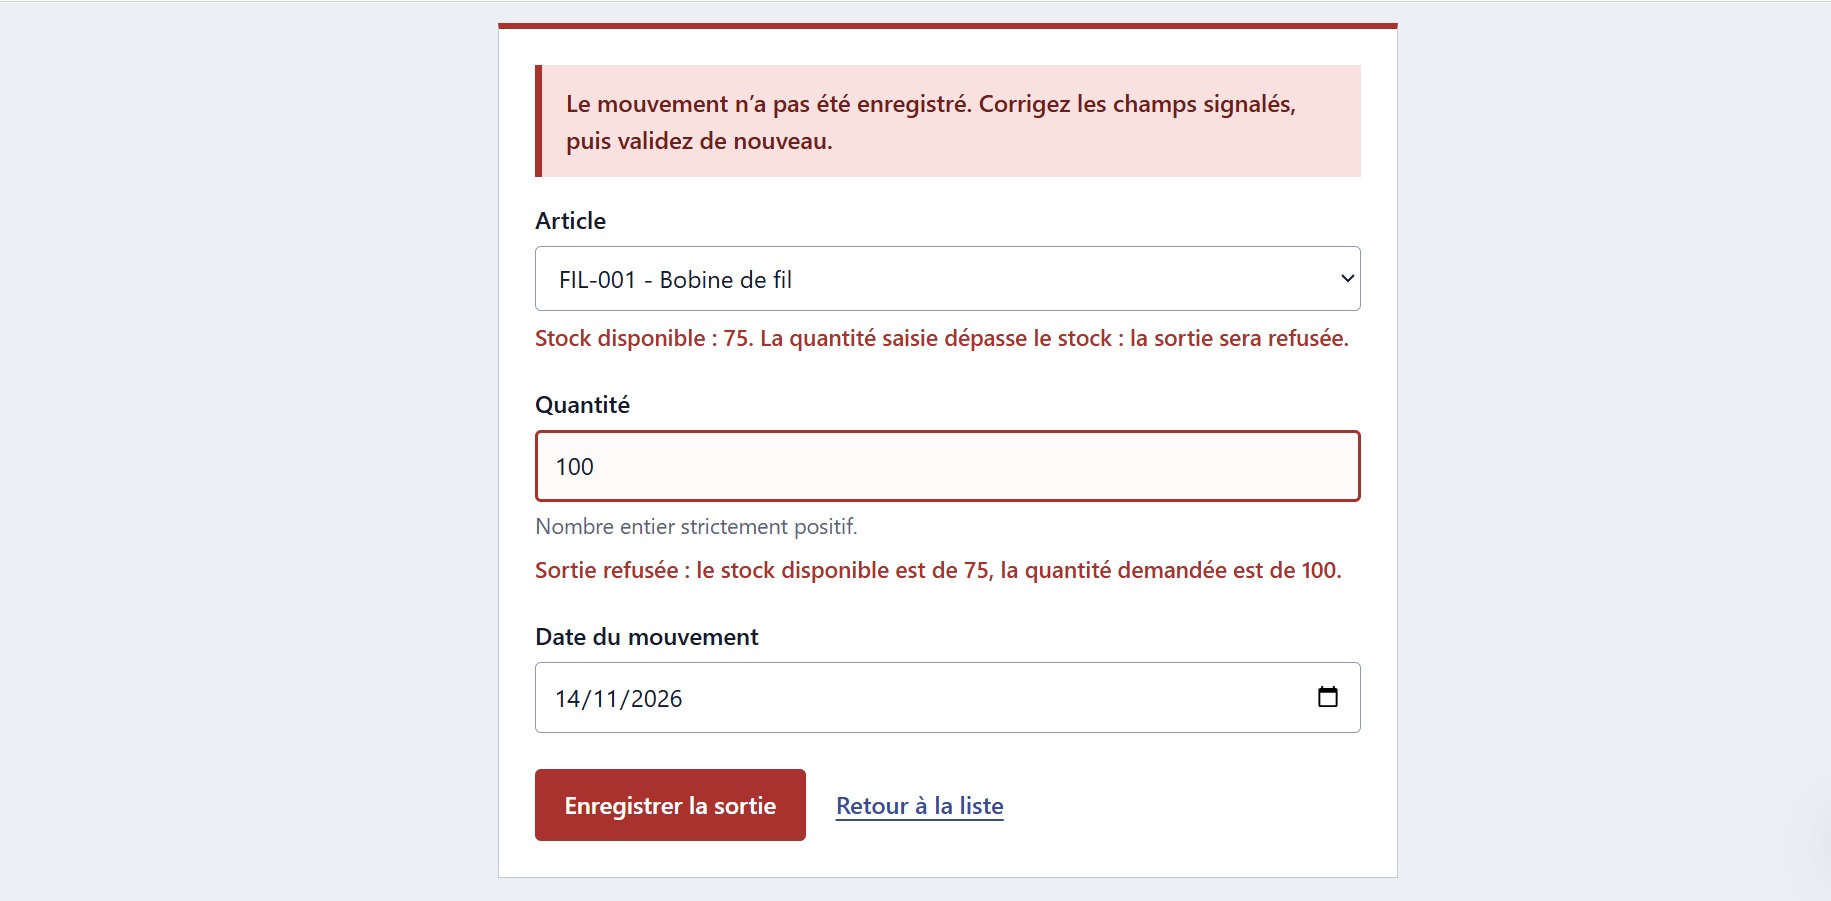 Le mouvement n’a pas été enregistré. Corrigez les champs signalés,
puis validez de nouveau.
Article
FIL-001 - Bobine de fil
Stock disponible : 75. La quantité saisie dépasse le stock : la sortie sera refusée.
Quantité
100
Nombre entier strictement positif.
Sortie refusée : le stock disponible est de 75, la quantité demandée est de 100.
Date du mouvement
14/11/2026
Enregistrer la sortie
Retour à la liste